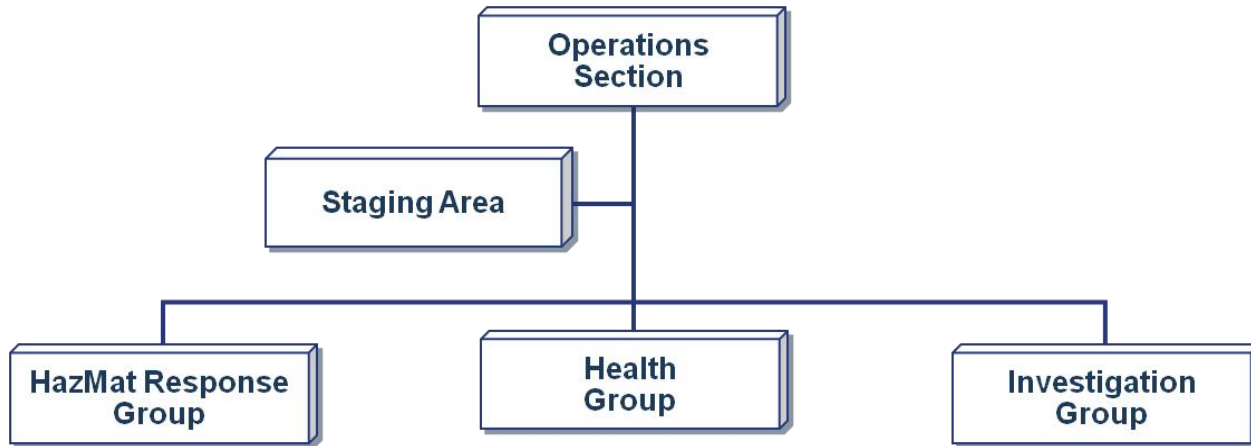 Operations
Section
Staging Area
HazMat Response
Group
Health
Group
Investigation
Group